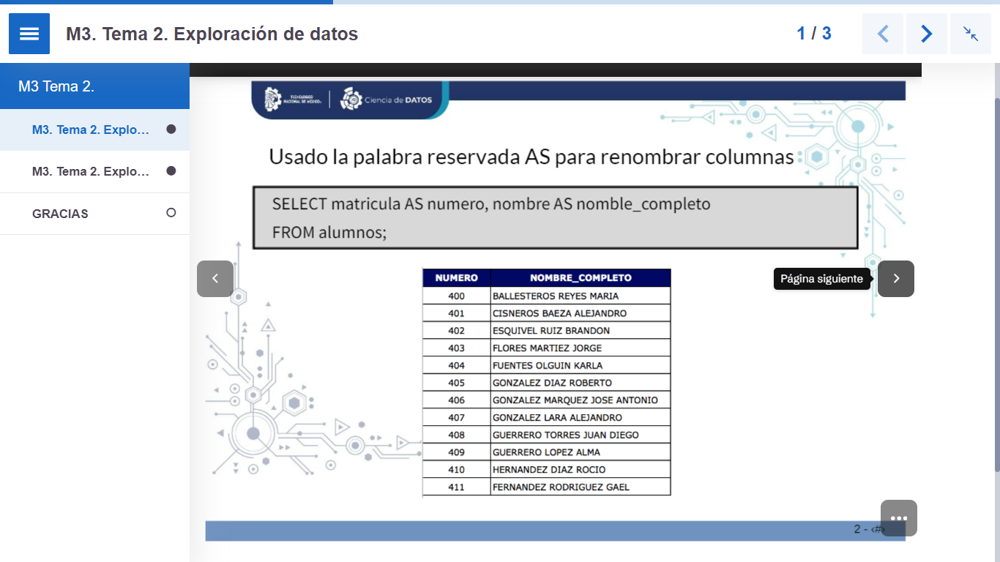 M3. Tema 2. Exploración de datos
1 / 3
M3 Tema 2.
M3. Tema 2. Explo...
M3. Tema 2. Explo...
GRACIAS
TECNOLÓGICO
NACIONAL DE MÉXICO®
Ciencia de DATOS
Usado la palabra reservada AS para renombrar columnas
SELECT matricula AS numero, nombre AS nomble_completo
FROM alumnos;
NUMERO NOMBRE_COMPLETO
400 BALLESTEROS REYES MARIA
401 CISNEROS BAEZA ALEJANDRO
402 ESQUIVEL RUIZ BRANDON
403 FLORES MARTIEZ JORGE
404 FUENTES OLGUIN KARLA
405 GONZALEZ DIAZ ROBERTO
406 GONZALEZ MARQUEZ JOSE ANTONIO
407 GONZALEZ LARA ALEJANDRO
408 GUERRERO TORRES JUAN DIEGO
409 GUERRERO LOPEZ ALMA
410 HERNANDEZ DIAZ ROCIO
411 FERNANDEZ RODRIGUEZ GAEL
Página siguiente
2 - ‹#›